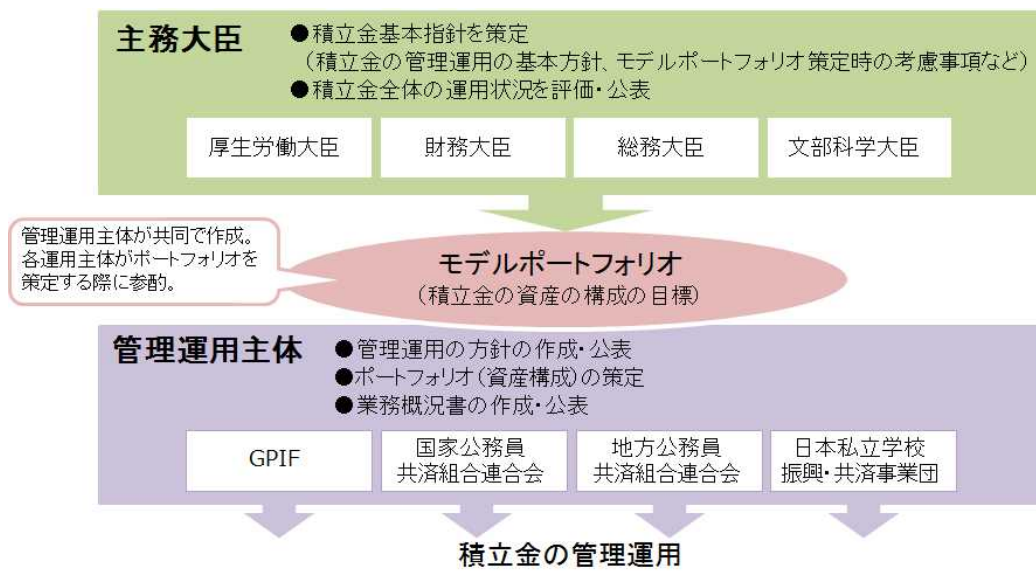 主務大臣
●積立金基本指針を策定
（積立金の管理運用の基本方針、モデルポートフォリオ策定時の考慮事項など）
●積立金全体の運用状況を評価・公表
厚生労働大臣
財務大臣
総務大臣
文部科学大臣
管理運用主体が共同で作成。
各運用主体がポートフォリオを
策定する際に参酌。
モデルポートフォリオ
（積立金の資産の構成の目標）
管理運用主体
●管理運用の方針の作成・公表
●ポートフォリオ（資産構成）の策定
●業務概況書の作成・公表
GPIF
国家公務員
共済組合連合会
地方公務員
共済組合連合会
日本私立学校
振興・共済事業団
積立金の管理運用